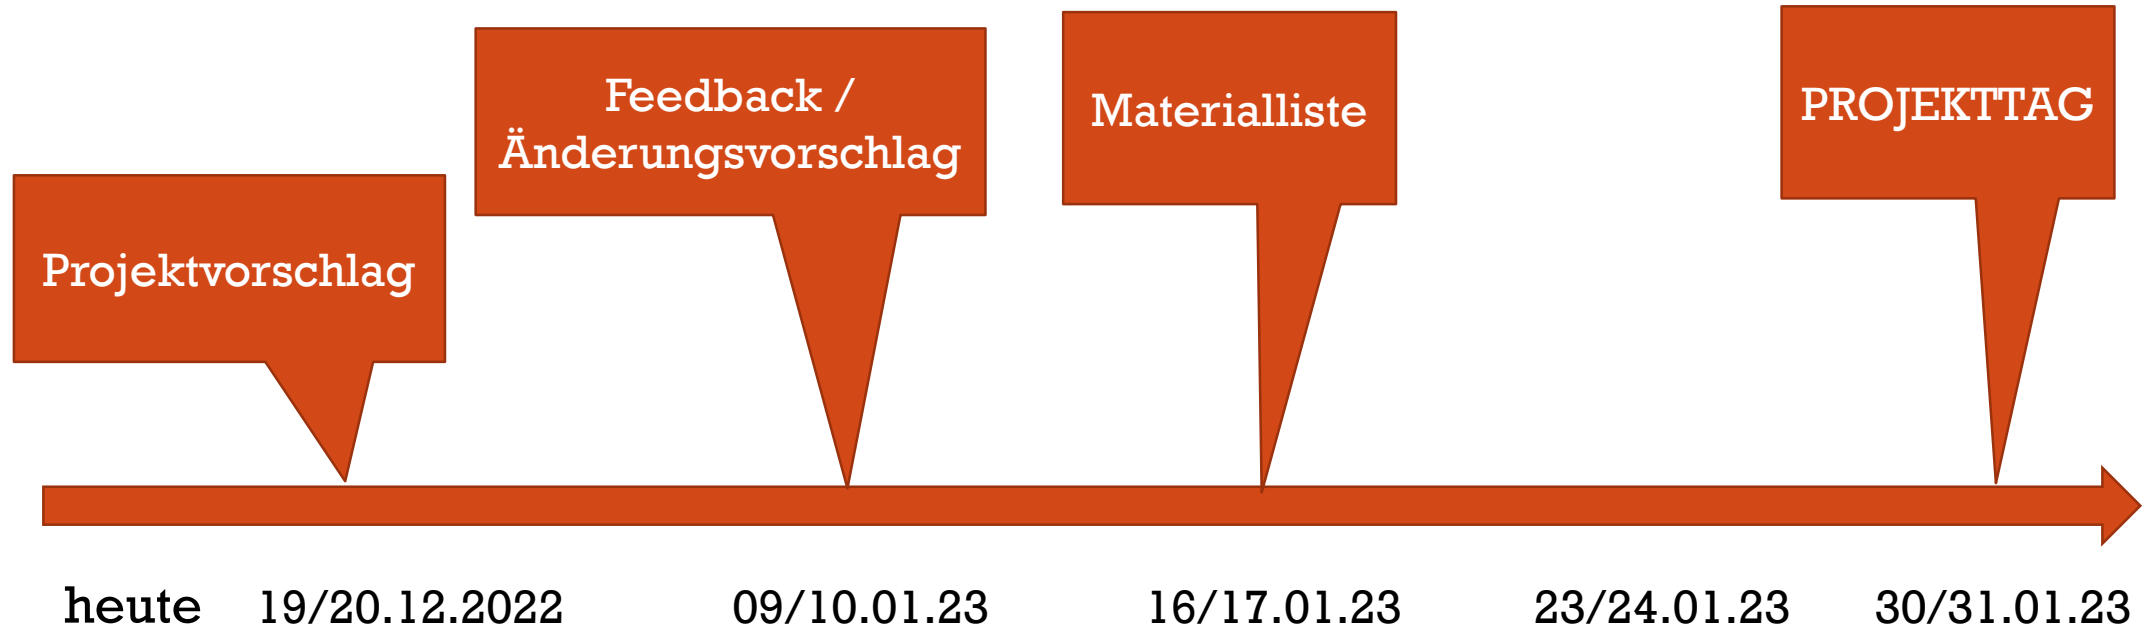 Projektvorschlag
Feedback /
Änderungsvorschlag
Materialliste
PROJEKTTAG
heute 19/20.12.2022 09/10.01.23 16/17.01.23 23/24.01.23 30/31.01.23